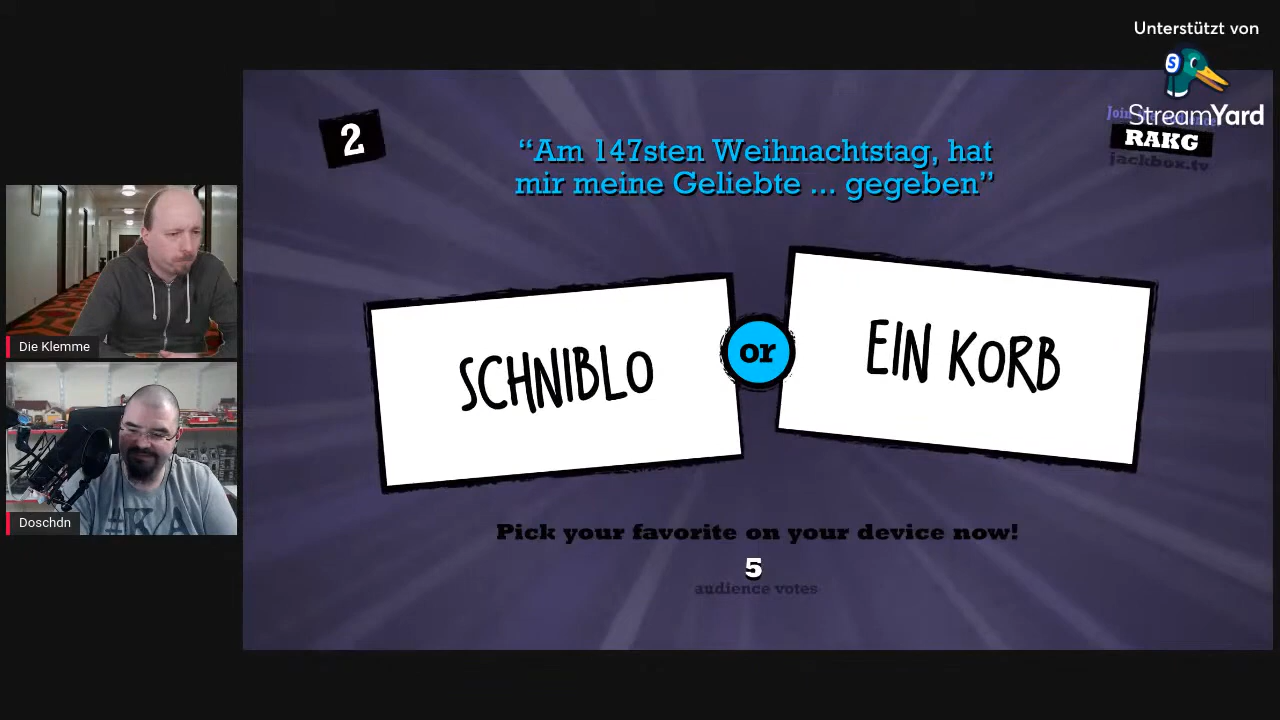 Unterstützt von
StreamYard
RAKG
jackbox.tv
2
“Am 147sten Weihnachtstag, hat
mir meine Geliebte ... gegeben”
SCHNIBLO
or
EIN KORB
Die Klemme
Doschdn
#KA
Pick your favorite on your device now!
5
audience votes